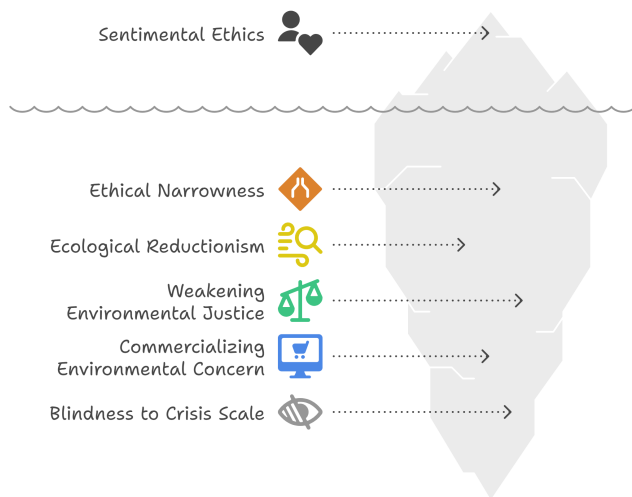 Sentimental Ethics
Ethical Narrowness
Ecological Reductionism
Weakening
Environmental Justice
Commercializing
Environmental Concern
Blindness to Crisis Scale